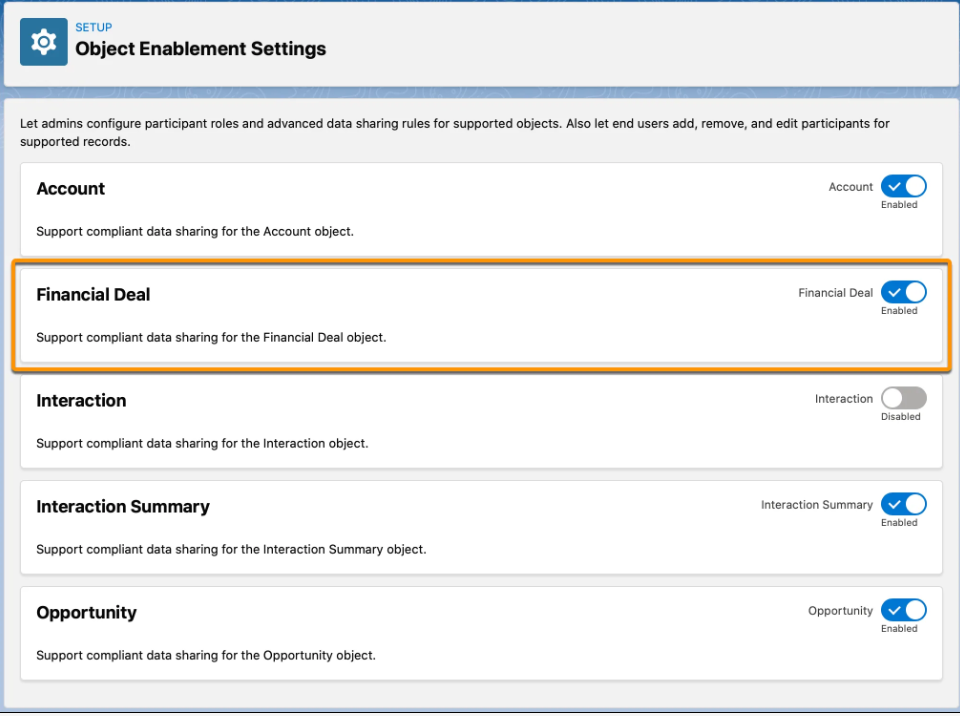 SETUP
Object Enablement Settings
Let admins configure participant roles and advanced data sharing rules for supported objects. Also let end users add, remove, and edit participants for
supported records.
Account
Account
Enabled
Support compliant data sharing for the Account object.
Financial Deal
Financial Deal
Enabled
Support compliant data sharing for the Financial Deal object.
Interaction
Interaction
Disabled
Support compliant data sharing for the Interaction object.
Interaction Summary
Interaction Summary
Enabled
Support compliant data sharing for the Interaction Summary object.
Opportunity
Opportunity
Enabled
Support compliant data sharing for the Opportunity object.